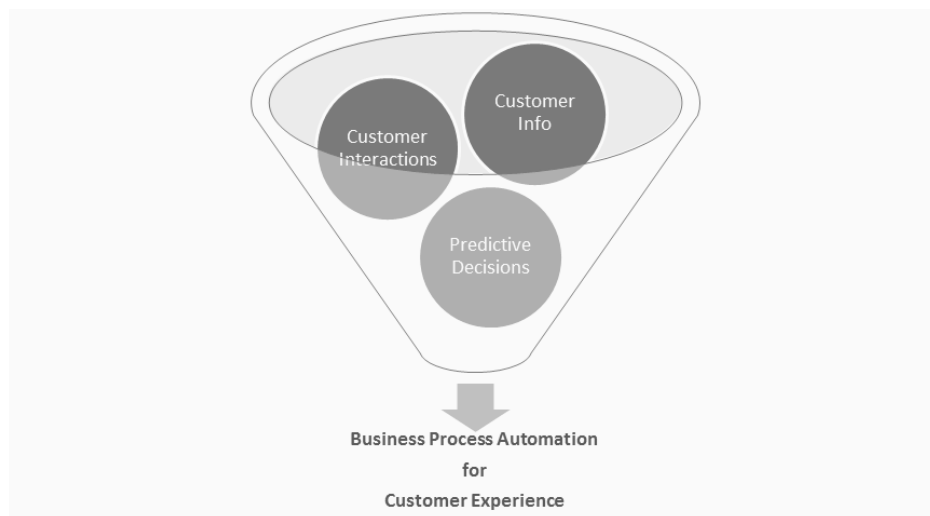 Customer
Info
Customer
Interactions
Predictive
Decisions
Business Process Automation
for
Customer Experience